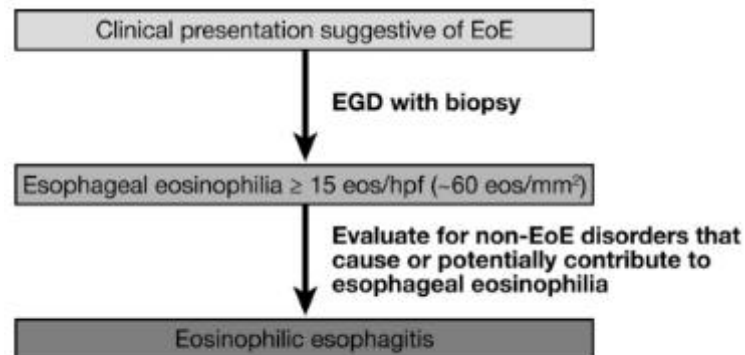 Clinical presentation suggestive of EoE
EGD with biopsy
Esophageal eosinophilia ≥ 15 eos/hpf (~60 eos/mm²)
Evaluate for non-EoE disorders that
cause or potentially contribute to
esophageal eosinophilia
Eosinophilic esophagitis